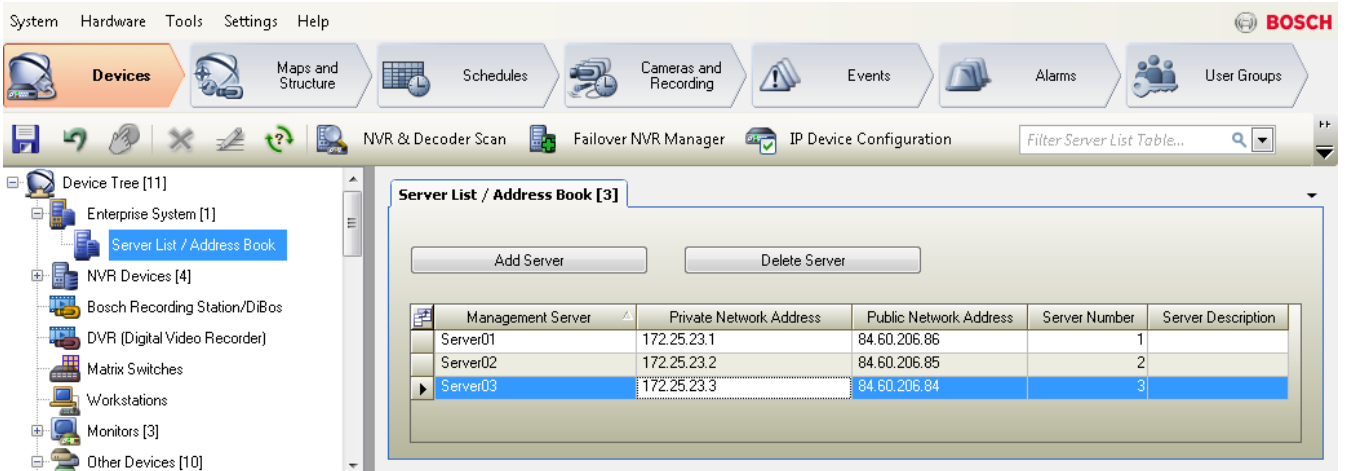 System Hardware Tools Settings Help
BOSCH
Devices
Maps and
Structure
Schedules
Cameras and
Recording
Events
Alarms
User Groups
NVR & Decoder Scan Failover NVR Manager IP Device Configuration Filter Server List Table...
Device Tree [11]
Enterprise System [1]
Server List / Address Book
NVR Devices [4]
Bosch Recording Station/DiBos
DVR (Digital Video Recorder)
Matrix Switches
Workstations
Monitors [3]
Other Devices [10]
Server List / Address Book [3]
Add Server Delete Server
Management Server Private Network Address Public Network Address Server Number Server Description
Server01 172.25.23.1 84.60.206.86 1
Server02 172.25.23.2 84.60.206.85 2
Server03 172.25.23.3 84.60.206.84 3